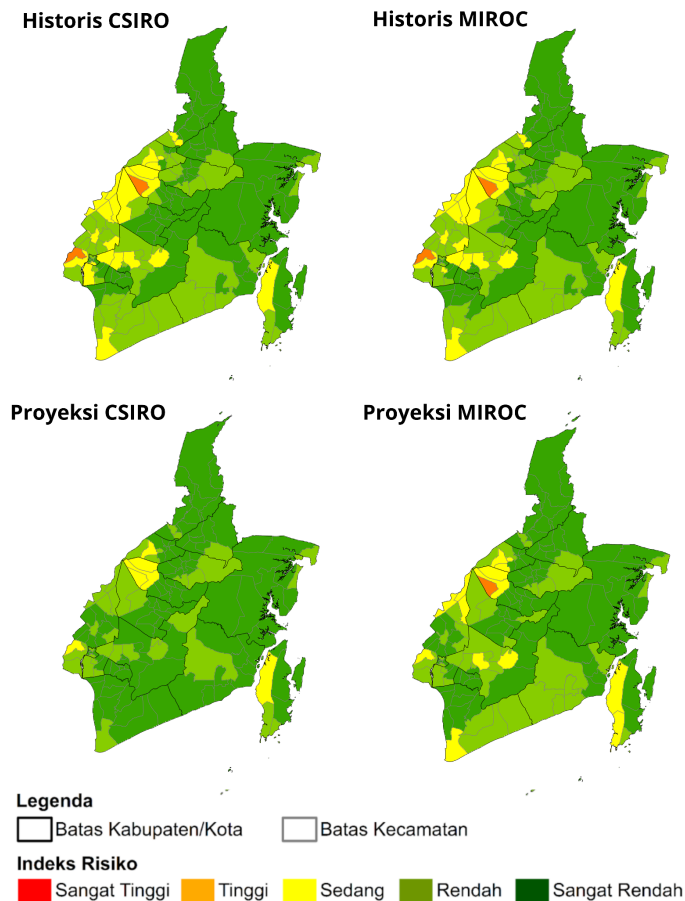 Historis CSIRO
Historis MIROC
Proyeksi CSIRO
Proyeksi MIROC
Legenda
Batas Kabupaten/Kota
Batas Kecamatan
Indeks Risiko
Sangat Tinggi
Tinggi
Sedang
Rendah
Sangat Rendah